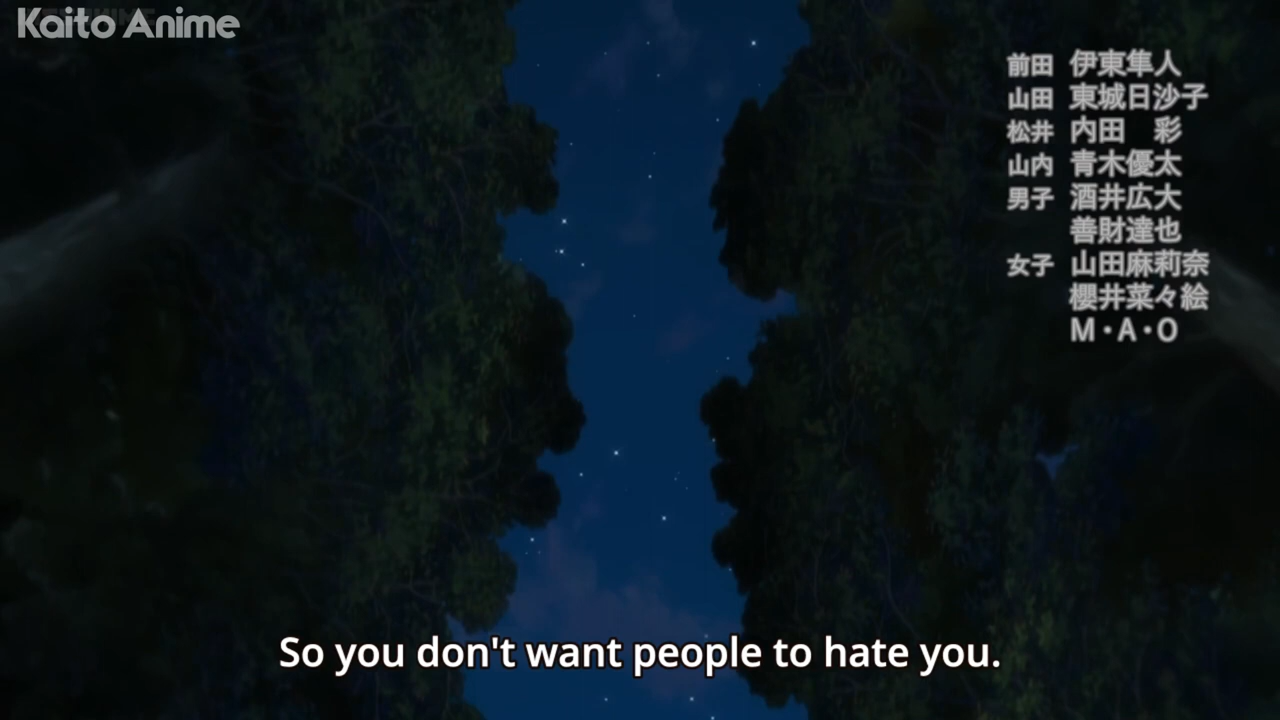 Kaito Anime
前田 伊東隼人
山田 東城日沙子
松井 内田 彩
山内 青木優太
男子 酒井広大
善財達也
女子 山田麻莉奈
櫻井菜々絵
M・A・O
So you don't want people to hate you.